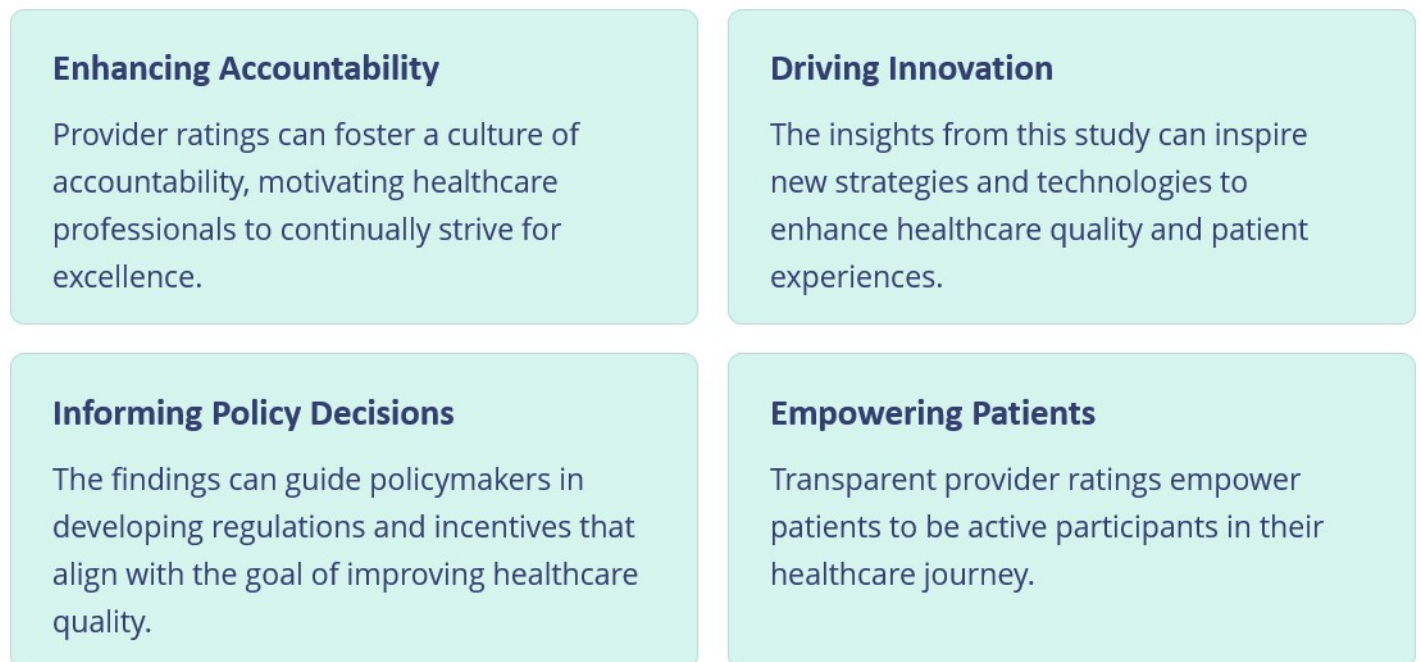 Enhancing Accountability
Provider ratings can foster a culture of
accountability, motivating healthcare
professionals to continually strive for
excellence.
Driving Innovation
The insights from this study can inspire
new strategies and technologies to
enhance healthcare quality and patient
experiences.
Informing Policy Decisions
The findings can guide policymakers in
developing regulations and incentives that
align with the goal of improving healthcare
quality.
Empowering Patients
Transparent provider ratings empower
patients to be active participants in their
healthcare journey.